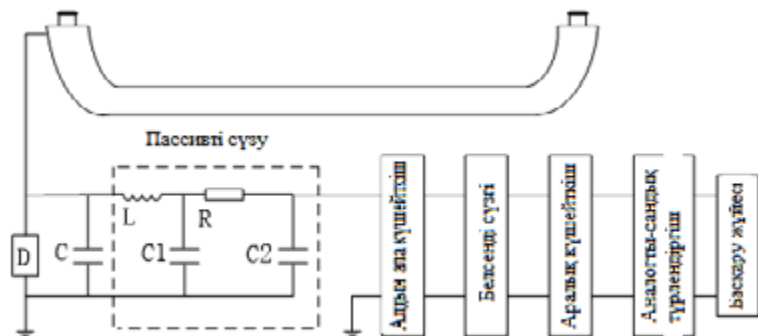 Пассивті сүзу
L
R
D
C
C1
C2
Алдын ала күшейткіш
Белсенді сүзгі
Аралық күшейткіш
Аналогты-сандық
түрлендіргіш
Басқару жүйесі